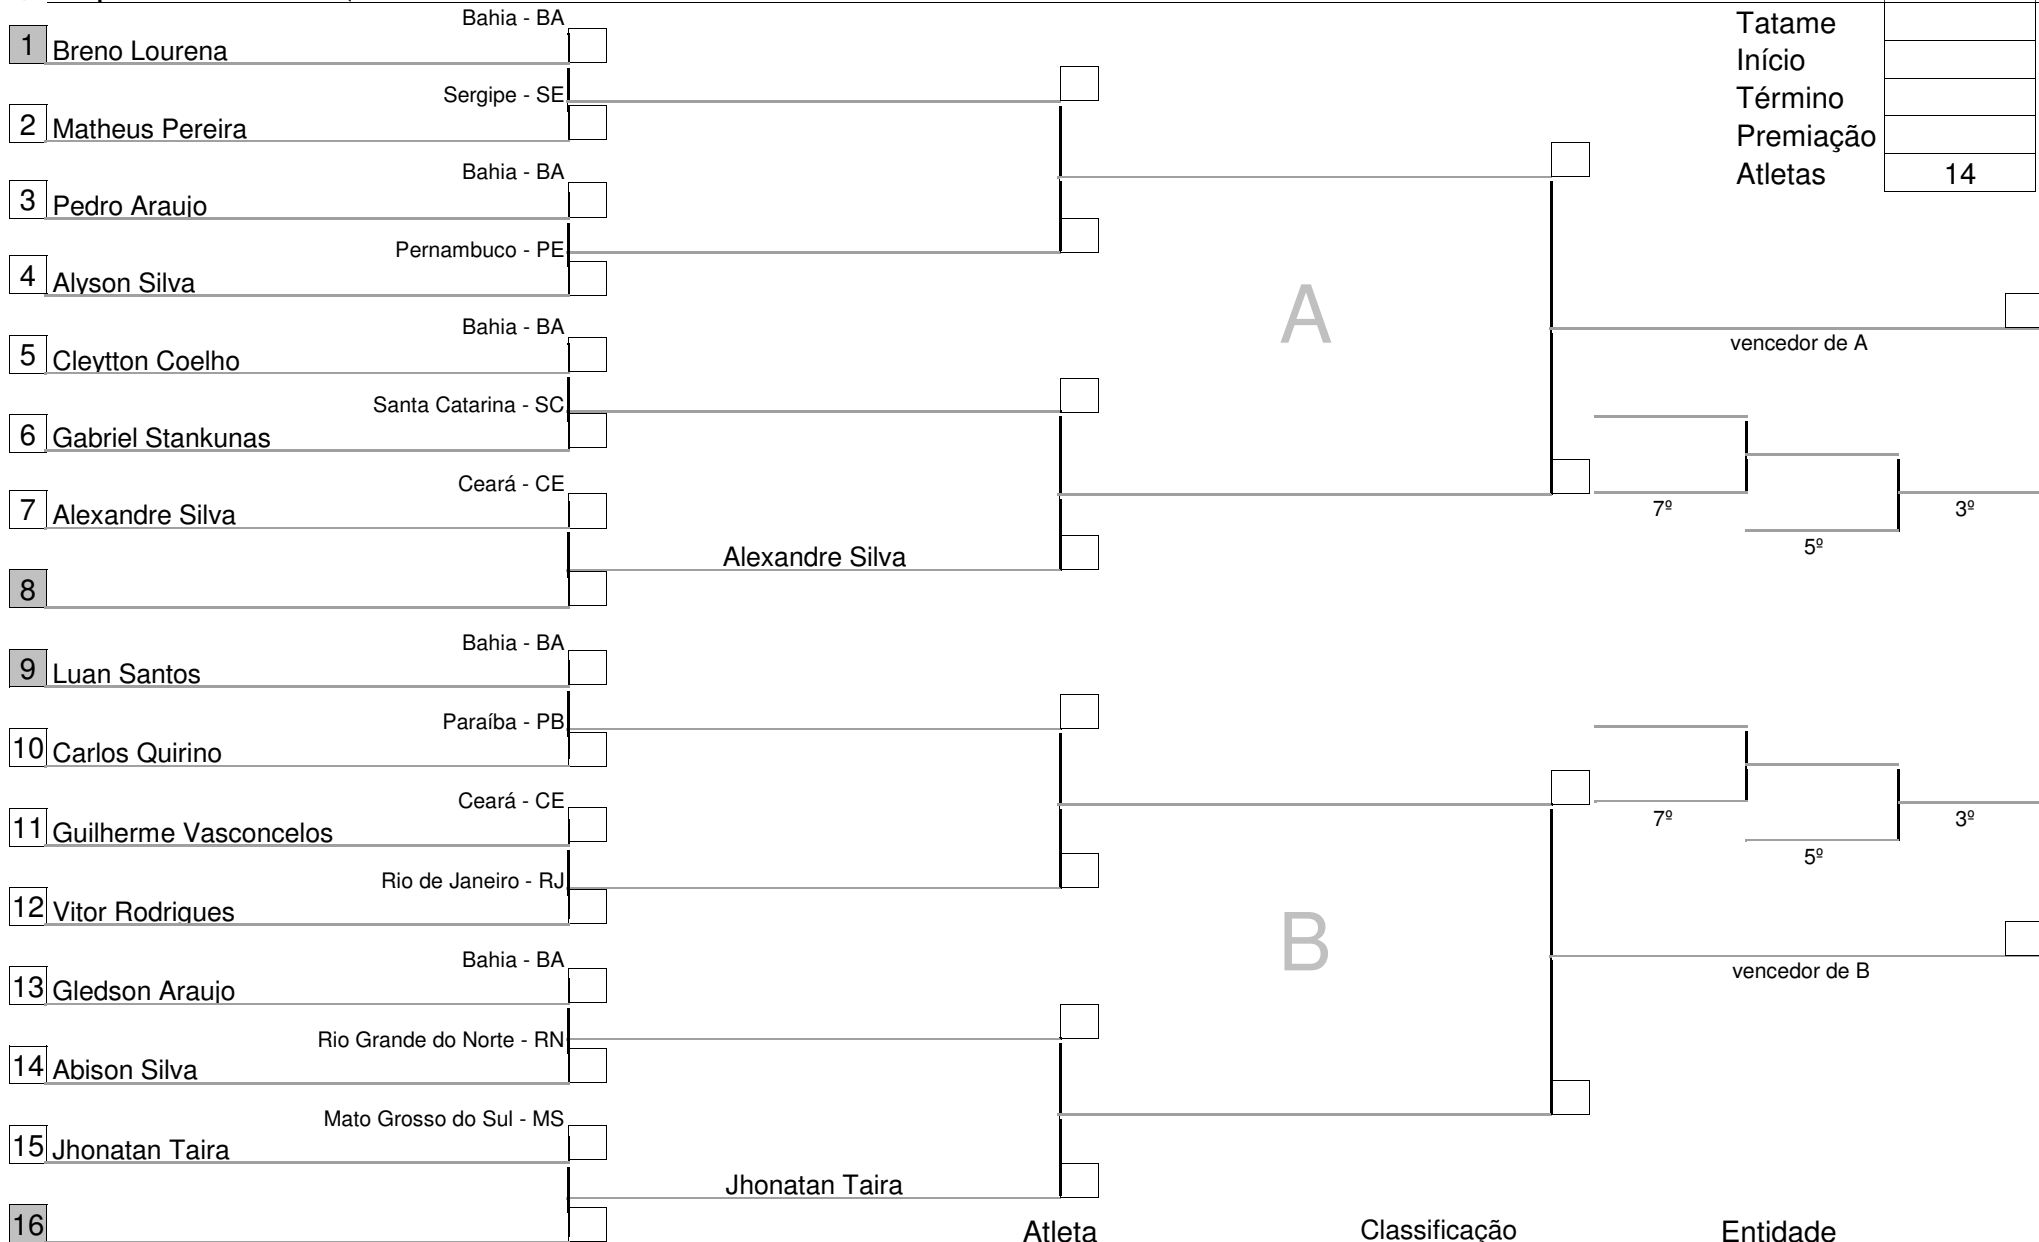 Bahia - BA
1 Breno Lourena
Sergipe - SE
2 Matheus Pereira
Bahia - BA
3 Pedro Araujo
Pernambuco - PE
4 Alyson Silva
Bahia - BA
5 Cleytton Coelho
Santa Catarina - SC
6 Gabriel Stankunas
Ceará - CE
7 Alexandre Silva
8
Alexandre Silva
Bahia - BA
9 Luan Santos
Paraíba - PB
10 Carlos Quirino
Ceará - CE
11 Guilherme Vasconcelos
Rio de Janeiro - RJ
12 Vitor Rodrigues
Bahia - BA
13 Gledson Araujo
Rio Grande do Norte - RN
14 Abison Silva
Mato Grosso do Sul - MS
15 Jhonatan Taira
16
Jhonatan Taira
A
B
Tatame
Início
Término
Premiação
Atletas 14
vencedor de A
7º
5º
3º
7º
5º
3º
vencedor de B
Atleta Classificação Entidade